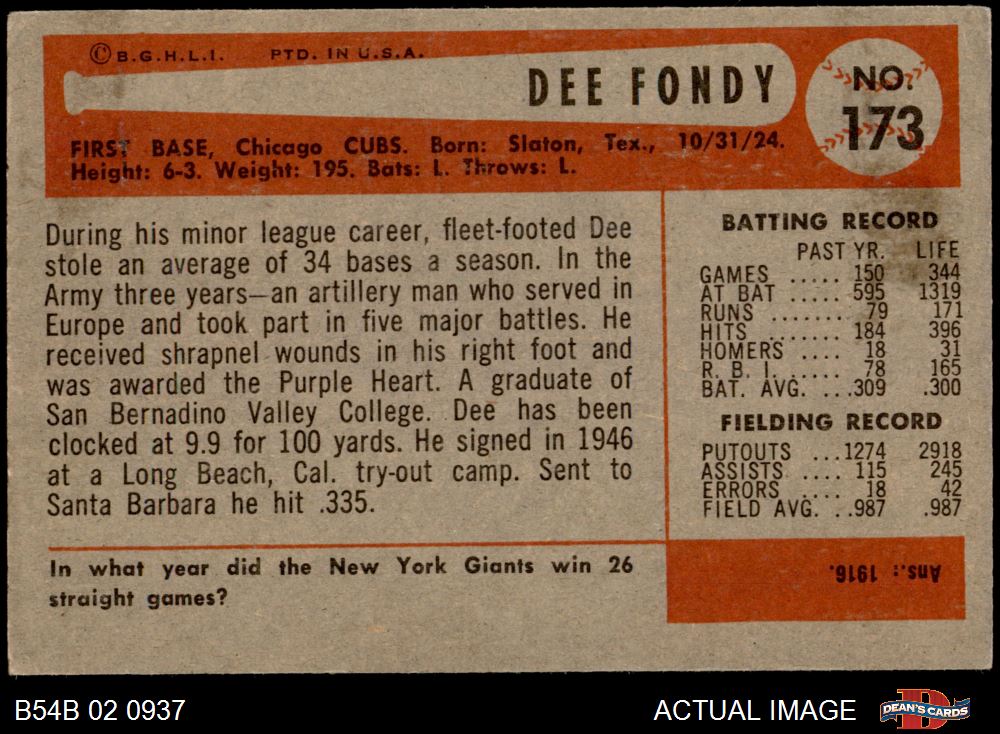 © B.G.H.L.I. PTD. IN U.S.A.
DEE FONDY
NO.
173
FIRST BASE, Chicago CUBS. Born: Slaton, Tex., 10/31/24.
Height: 6-3. Weight: 195. Bats: L. Throws: L.
During his minor league career, fleet-footed Dee
stole an average of 34 bases a season. In the
Army three years—an artillery man who served in
Europe and took part in five major battles. He
received shrapnel wounds in his right foot and
was awarded the Purple Heart. A graduate of
San Bernadino Valley College. Dee has been
clocked at 9.9 for 100 yards. He signed in 1946
at a Long Beach, Cal. try-out camp. Sent to
Santa Barbara he hit .335.
BATTING RECORD
PAST YR. LIFE
GAMES ..... 150 344
AT BAT ..... 595 1319
RUNS ....... 79 171
HITS ....... 184 396
HOMERS .... 18 31
R. B. I. ..... 78 165
BAT. AVG. ...309 .300
FIELDING RECORD
PUTOUTS ...1274 2918
ASSISTS .... 115 245
ERRORS .... 18 42
FIELD AVG. ..987 .987
In what year did the New York Giants win 26
straight games?
Ans.: 1916.
B54B 02 0937
ACTUAL IMAGE
DEAN'S CARDS